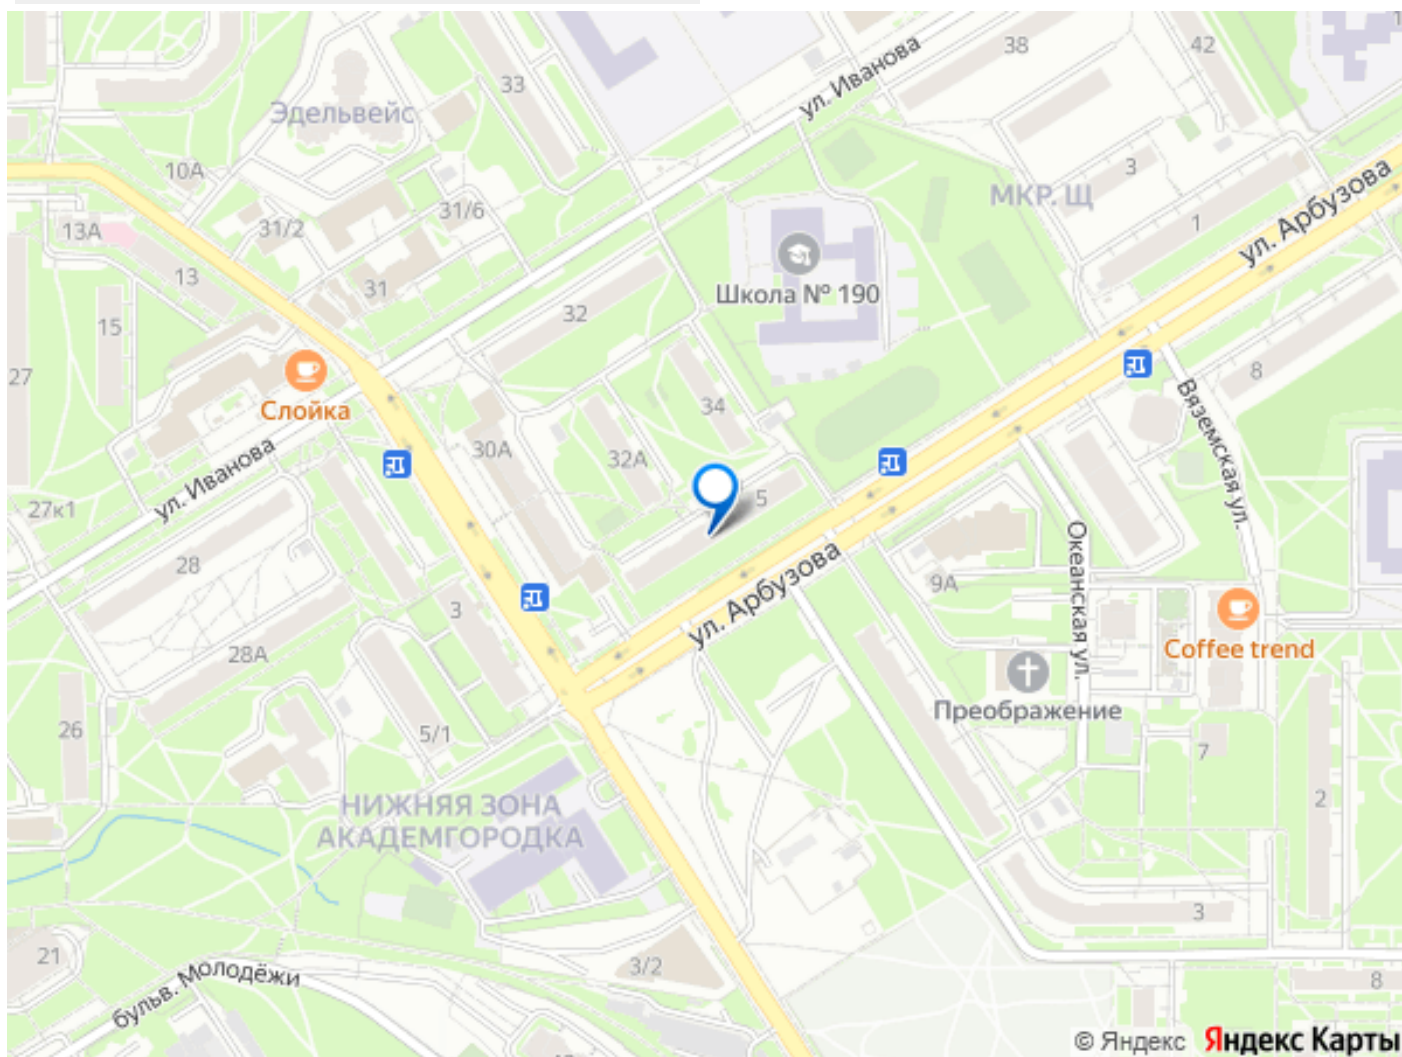 38
42
ул. Иванова
33
Эдельвейс
10А
3
МКР. Щ
31/6
31/2
13А
1
ул. Арбузова
13
31
Школа № 190
15
32
27
8
Слойка
34
Вяземская ул.
30А
32А
ул. Иванова
5
27к1
Океанская ул.
28
ул. Арбузова
9А
3
28А
Coffee trend
Преображение
26
5/1
7
НИЖНЯЯ ЗОНА
АКАДЕМГОРОДКА
2
3
21
3/2
бульв. Молодёжи
8
© Яндекс Яндекс Карты